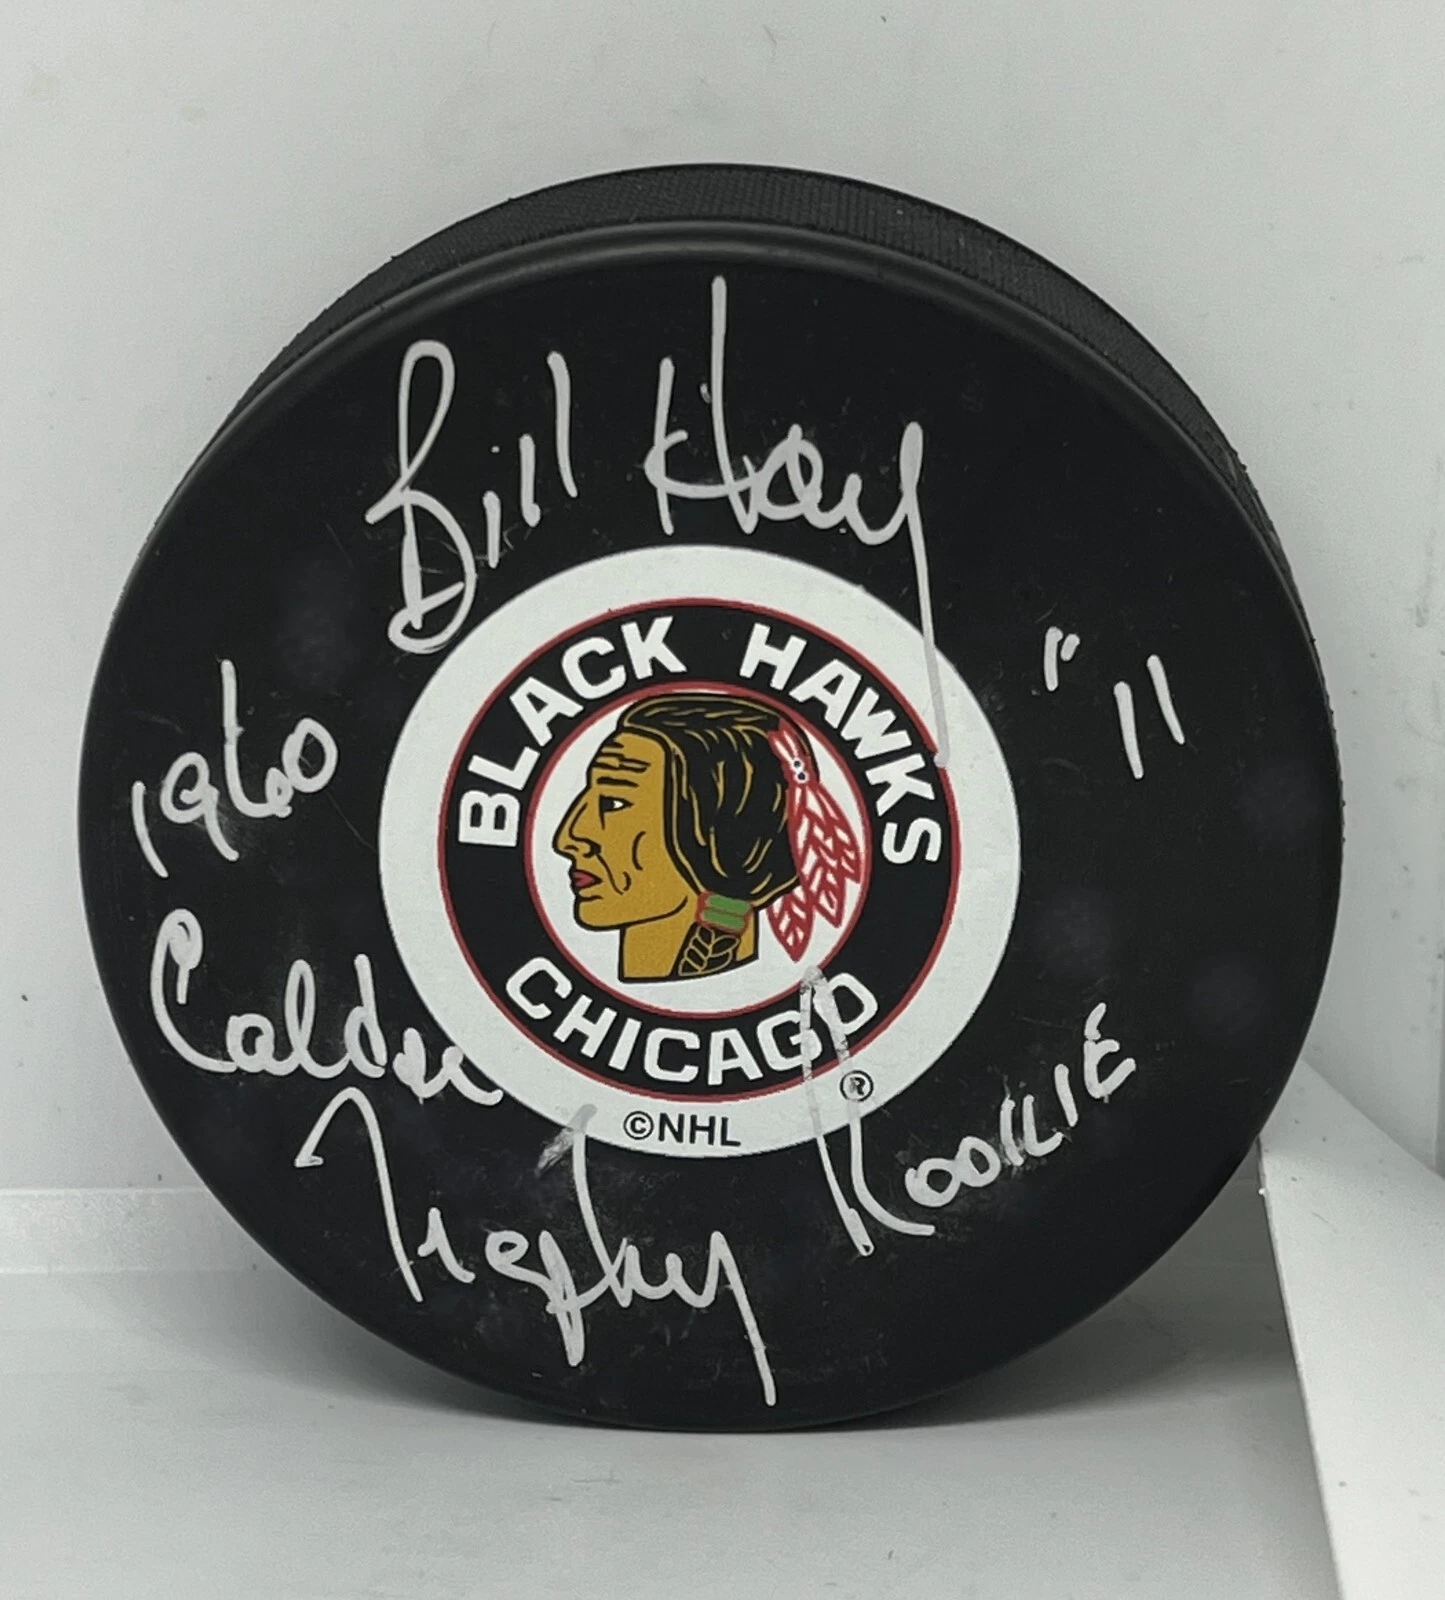 Bill Hay
"11
1960
Calder
Trophy
ROOKIE
BLACK HAWKS
CHICAGO
®
©NHL